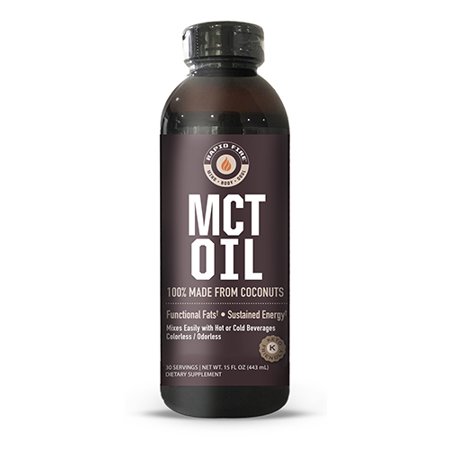 RAPID FIRE
MIND • BODY • SOUL
MCT
OIL
100% MADE FROM COCONUTS
Functional Fats† • Sustained Energy†
Mixes Easily with Hot or Cold Beverages
Colorless / Odorless
K
30 SERVINGS | NET WT. 15 FL OZ (443 mL)
DIETARY SUPPLEMENT